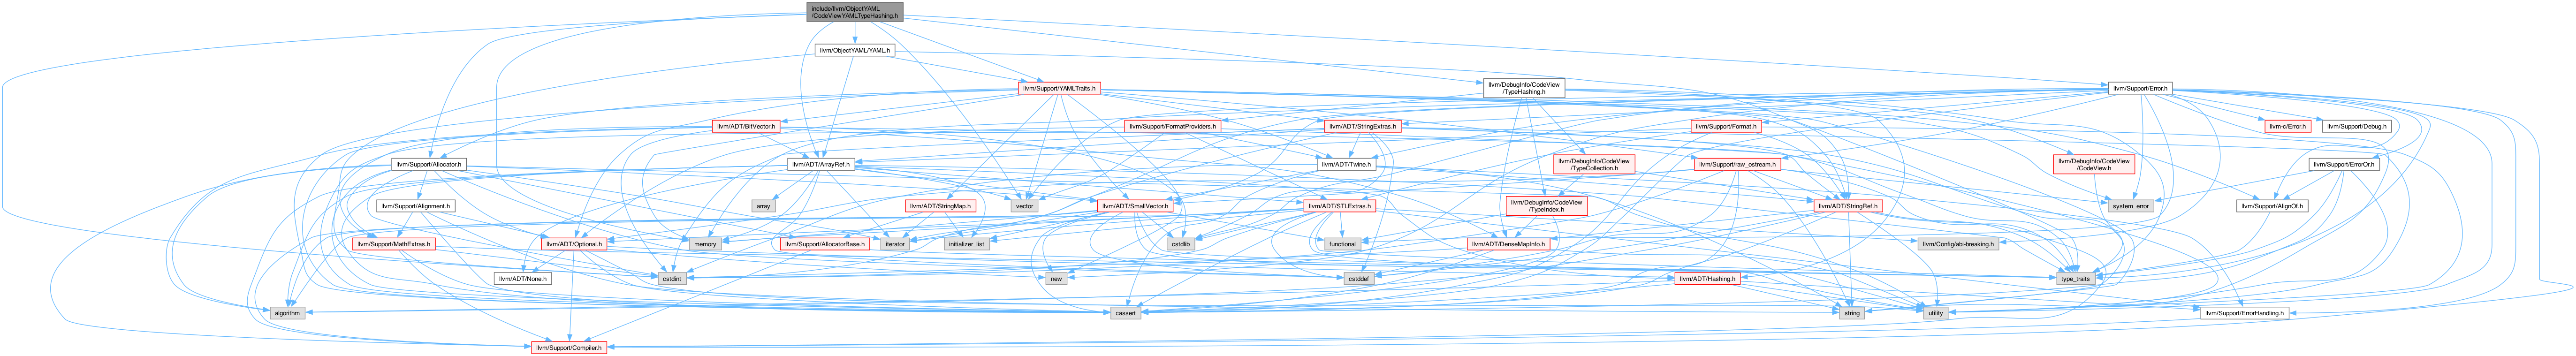 include/llvm/ObjectYAML
/CodeViewYAMLTypeHashing.h
llvm/ObjectYAML/YAML.h
llvm/Support/YAMLTraits.h
llvm/DebugInfo/CodeView
/TypeHashing.h
llvm/Support/Error.h
llvm/ADT/BitVector.h
llvm/Support/FormatProviders.h
llvm/ADT/StringExtras.h
llvm/Support/Format.h
llvm-c/Error.h
llvm/Support/Debug.h
llvm/Support/Allocator.h
llvm/ADT/ArrayRef.h
llvm/ADT/Twine.h
llvm/DebugInfo/CodeView
/TypeCollection.h
llvm/Support/raw_ostream.h
llvm/DebugInfo/CodeView
/CodeView.h
llvm/Support/ErrorOr.h
llvm/Support/Alignment.h
array
llvm/ADT/StringMap.h
vector
llvm/ADT/SmallVector.h
llvm/ADT/STLExtras.h
llvm/DebugInfo/CodeView
/TypeIndex.h
llvm/ADT/StringRef.h
system_error
llvm/Support/AlignOf.h
llvm/Support/MathExtras.h
llvm/ADT/Optional.h
memory
llvm/Support/AllocatorBase.h
iterator
initializer_list
cstdlib
functional
llvm/ADT/DenseMapInfo.h
llvm/Config/abi-breaking.h
llvm/ADT/None.h
cstdint
new
cstddef
llvm/ADT/Hashing.h
type_traits
algorithm
cassert
string
utility
llvm/Support/ErrorHandling.h
llvm/Support/Compiler.h